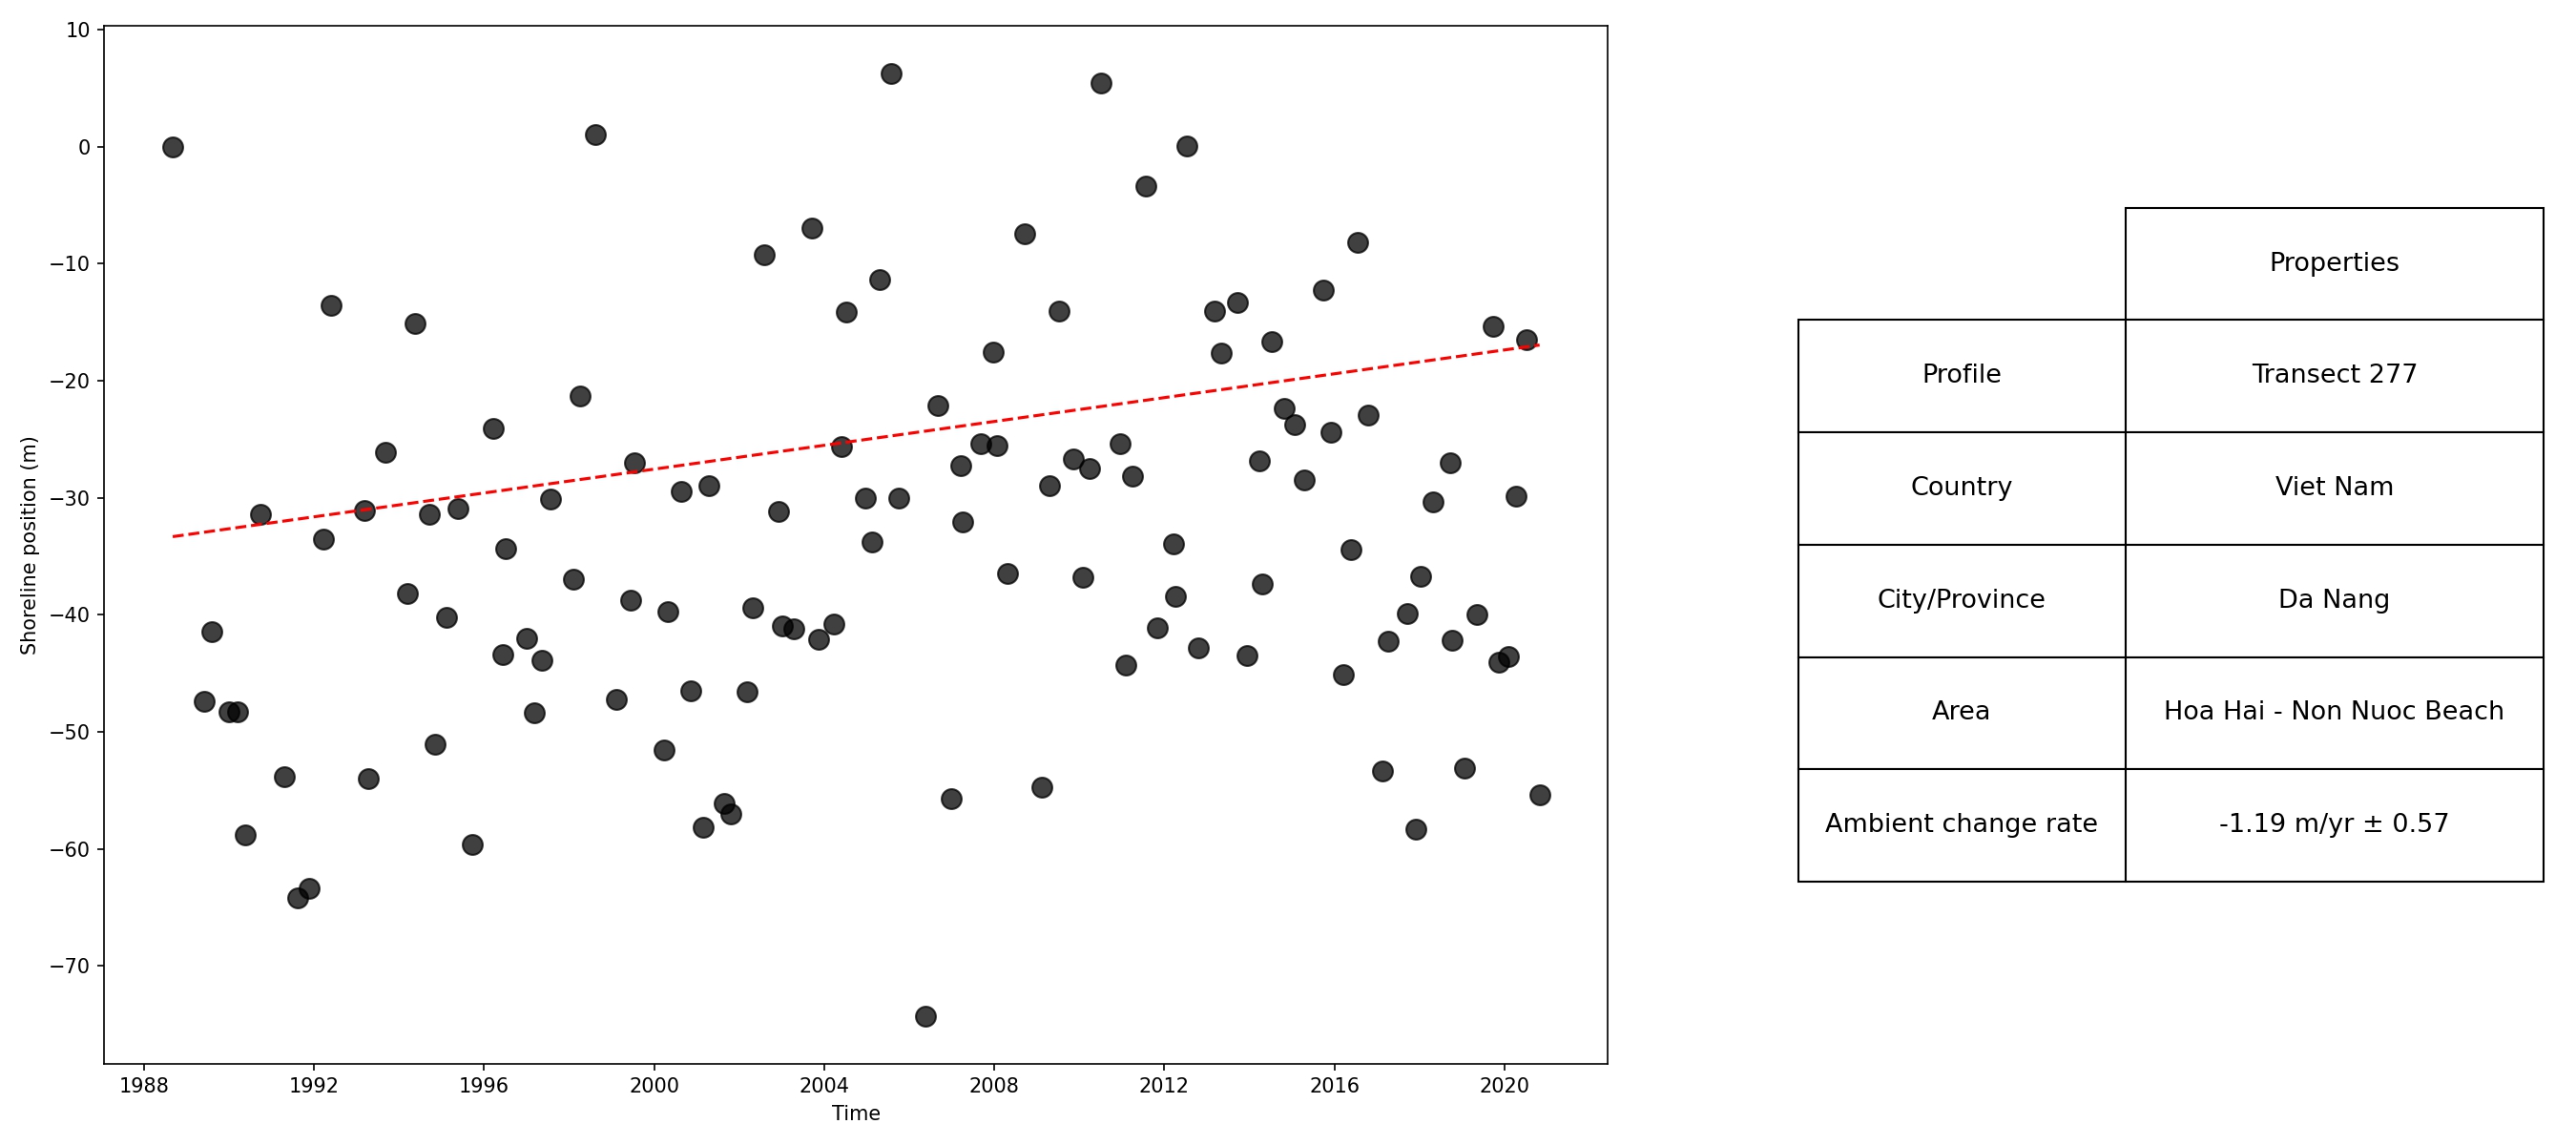 10
0
−10
−20
−30
−40
−50
−60
−70
Shoreline position (m)
1988 1992 1996 2000 2004 2008 2012 2016 2020
Time
Properties
Profile Transect 277
Country Viet Nam
City/Province Da Nang
Area Hoa Hai - Non Nuoc Beach
Ambient change rate -1.19 m/yr ± 0.57